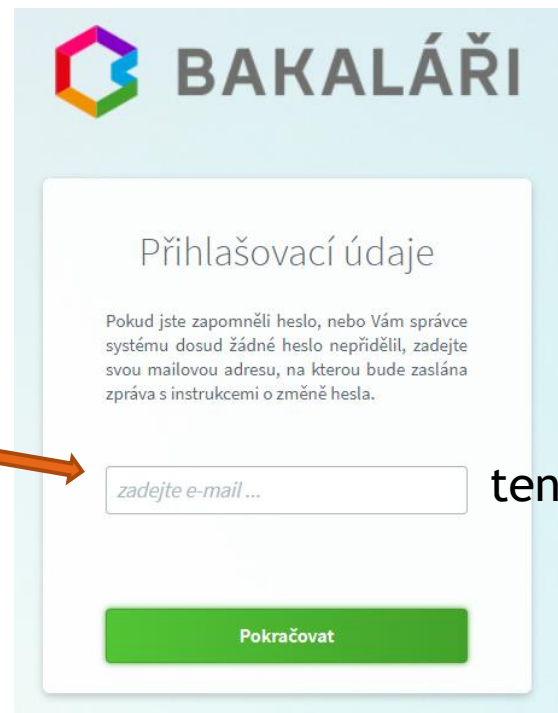 BAKALÁŘI
Přihlašovací údaje
Pokud jste zapomněli heslo, nebo Vám správce
systému dosud žádné heslo nepřidělil, zadejte
svou mailovou adresu, na kterou bude zaslána
zpráva s instrukcemi o změně hesla.
zadejte e-mail ...
ten
Pokračovat